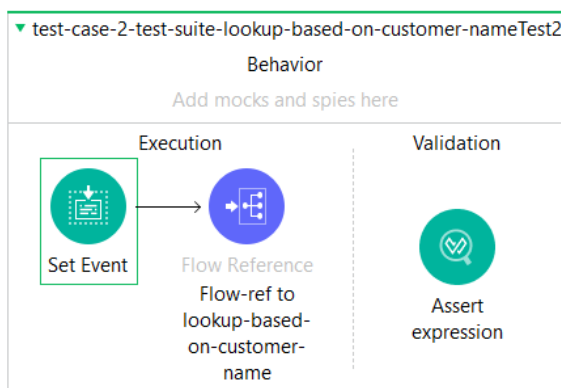 test-case-2-test-suite-lookup-based-on-customer-nameTest2
Behavior
Add mocks and spies here
Execution
Validation
Set Event
Flow Reference
Flow-ref to
lookup-based-
on-customer-
name
Assert
expression